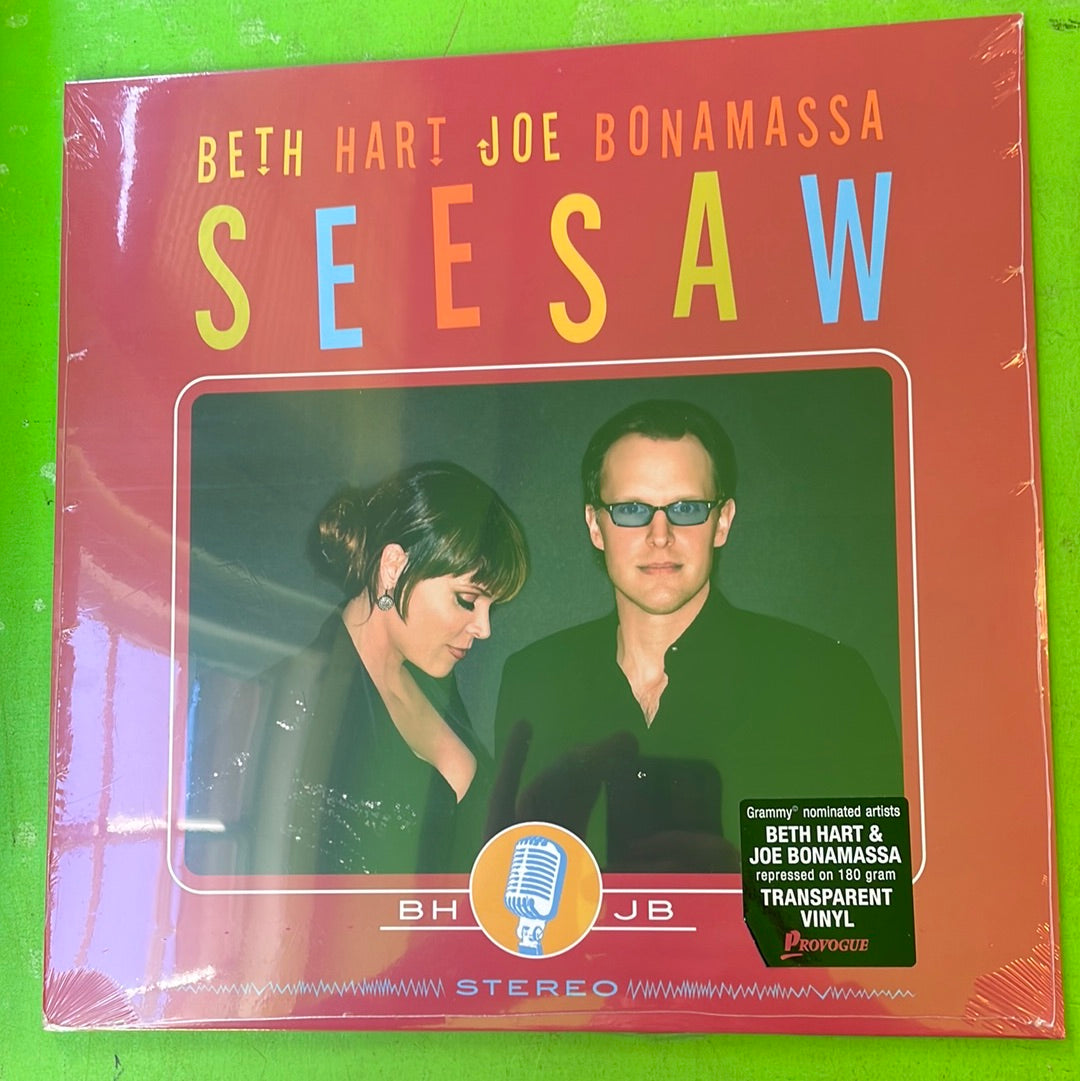 BETH HART JOE BONAMASSA
SEESAW
BH JB
STEREO
Grammy® nominated artists
BETH HART &
JOE BONAMASSA
repressed on 180 gram
TRANSPARENT
VINYL
PROVOGUE